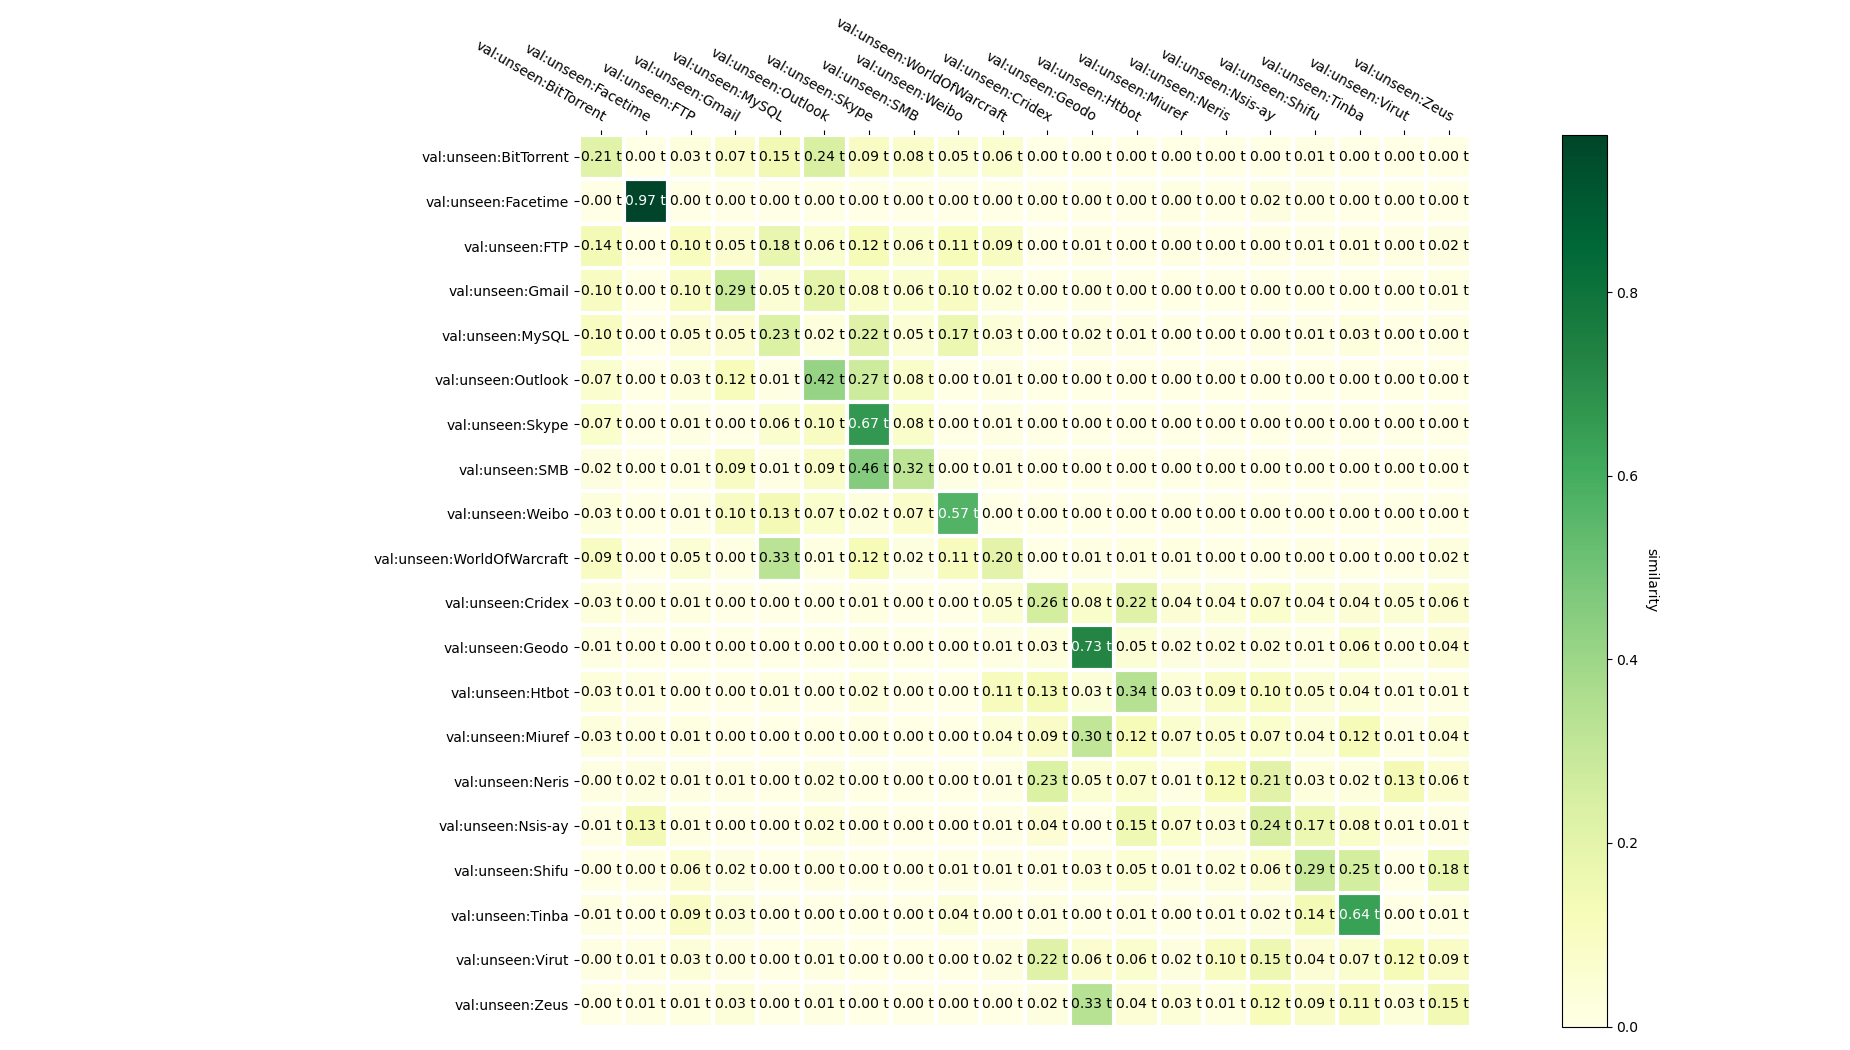 val:unseen:BitTorrent
val:unseen:Facetime
val:unseen:FTP
val:unseen:Gmail
val:unseen:MySQL
val:unseen:Outlook
val:unseen:Skype
val:unseen:SMB
val:unseen:Weibo
val:unseen:WorldOfWarcraft
val:unseen:Cridex
val:unseen:Geodo
val:unseen:Htbot
val:unseen:Miuref
val:unseen:Neris
val:unseen:Nsis-ay
val:unseen:Shifu
val:unseen:Tinba
val:unseen:Virut
val:unseen:Zeus
val:unseen:BitTorrent 0.21 t 0.00 t 0.03 t 0.07 t 0.15 t 0.24 t 0.09 t 0.08 t 0.05 t 0.06 t 0.00 t 0.00 t 0.00 t 0.00 t 0.00 t 0.00 t 0.01 t 0.00 t 0.00 t 0.00 t
val:unseen:Facetime 0.00 t 0.97 t 0.00 t 0.00 t 0.00 t 0.00 t 0.00 t 0.00 t 0.00 t 0.00 t 0.00 t 0.00 t 0.00 t 0.00 t 0.00 t 0.02 t 0.00 t 0.00 t 0.00 t 0.00 t
val:unseen:FTP 0.14 t 0.00 t 0.10 t 0.05 t 0.18 t 0.06 t 0.12 t 0.06 t 0.11 t 0.09 t 0.00 t 0.01 t 0.00 t 0.00 t 0.00 t 0.00 t 0.01 t 0.01 t 0.00 t 0.02 t
val:unseen:Gmail 0.10 t 0.00 t 0.10 t 0.29 t 0.05 t 0.20 t 0.08 t 0.06 t 0.10 t 0.02 t 0.00 t 0.00 t 0.00 t 0.00 t 0.00 t 0.00 t 0.00 t 0.00 t 0.00 t 0.01 t
val:unseen:MySQL 0.10 t 0.00 t 0.05 t 0.05 t 0.23 t 0.02 t 0.22 t 0.05 t 0.17 t 0.03 t 0.00 t 0.02 t 0.01 t 0.00 t 0.00 t 0.00 t 0.01 t 0.03 t 0.00 t 0.00 t
val:unseen:Outlook 0.07 t 0.00 t 0.03 t 0.12 t 0.01 t 0.42 t 0.27 t 0.08 t 0.00 t 0.01 t 0.00 t 0.00 t 0.00 t 0.00 t 0.00 t 0.00 t 0.00 t 0.00 t 0.00 t 0.00 t
val:unseen:Skype 0.07 t 0.00 t 0.01 t 0.00 t 0.06 t 0.10 t 0.67 t 0.08 t 0.00 t 0.01 t 0.00 t 0.00 t 0.00 t 0.00 t 0.00 t 0.00 t 0.00 t 0.00 t 0.00 t 0.00 t
val:unseen:SMB 0.02 t 0.00 t 0.01 t 0.09 t 0.01 t 0.09 t 0.46 t 0.32 t 0.00 t 0.01 t 0.00 t 0.00 t 0.00 t 0.00 t 0.00 t 0.00 t 0.00 t 0.00 t 0.00 t 0.00 t
val:unseen:Weibo 0.03 t 0.00 t 0.01 t 0.10 t 0.13 t 0.07 t 0.02 t 0.07 t 0.57 t 0.00 t 0.00 t 0.00 t 0.00 t 0.00 t 0.00 t 0.00 t 0.00 t 0.00 t 0.00 t 0.00 t
val:unseen:WorldOfWarcraft 0.09 t 0.00 t 0.05 t 0.00 t 0.33 t 0.01 t 0.12 t 0.02 t 0.11 t 0.20 t 0.00 t 0.01 t 0.01 t 0.01 t 0.00 t 0.00 t 0.00 t 0.00 t 0.00 t 0.02 t
val:unseen:Cridex 0.03 t 0.00 t 0.01 t 0.00 t 0.00 t 0.00 t 0.01 t 0.00 t 0.00 t 0.05 t 0.26 t 0.08 t 0.22 t 0.04 t 0.04 t 0.07 t 0.04 t 0.04 t 0.05 t 0.06 t
val:unseen:Geodo 0.01 t 0.00 t 0.00 t 0.00 t 0.00 t 0.00 t 0.00 t 0.00 t 0.00 t 0.01 t 0.03 t 0.73 t 0.05 t 0.02 t 0.02 t 0.02 t 0.01 t 0.06 t 0.00 t 0.04 t
val:unseen:Htbot 0.03 t 0.01 t 0.00 t 0.00 t 0.01 t 0.00 t 0.02 t 0.00 t 0.00 t 0.11 t 0.13 t 0.03 t 0.34 t 0.03 t 0.09 t 0.10 t 0.05 t 0.04 t 0.01 t 0.01 t
val:unseen:Miuref 0.03 t 0.00 t 0.01 t 0.00 t 0.00 t 0.00 t 0.00 t 0.00 t 0.00 t 0.04 t 0.09 t 0.30 t 0.12 t 0.07 t 0.05 t 0.07 t 0.04 t 0.12 t 0.01 t 0.04 t
val:unseen:Neris 0.00 t 0.02 t 0.01 t 0.01 t 0.00 t 0.02 t 0.00 t 0.00 t 0.00 t 0.01 t 0.23 t 0.05 t 0.07 t 0.01 t 0.12 t 0.21 t 0.03 t 0.02 t 0.13 t 0.06 t
val:unseen:Nsis-ay 0.01 t 0.13 t 0.01 t 0.00 t 0.00 t 0.02 t 0.00 t 0.00 t 0.00 t 0.01 t 0.04 t 0.00 t 0.15 t 0.07 t 0.03 t 0.24 t 0.17 t 0.08 t 0.01 t 0.01 t
val:unseen:Shifu 0.00 t 0.00 t 0.06 t 0.02 t 0.00 t 0.00 t 0.00 t 0.00 t 0.01 t 0.01 t 0.01 t 0.03 t 0.05 t 0.01 t 0.02 t 0.06 t 0.29 t 0.25 t 0.00 t 0.18 t
val:unseen:Tinba 0.01 t 0.00 t 0.09 t 0.03 t 0.00 t 0.00 t 0.00 t 0.00 t 0.04 t 0.00 t 0.01 t 0.00 t 0.01 t 0.00 t 0.01 t 0.02 t 0.14 t 0.64 t 0.00 t 0.01 t
val:unseen:Virut 0.00 t 0.01 t 0.03 t 0.00 t 0.00 t 0.01 t 0.00 t 0.00 t 0.00 t 0.02 t 0.22 t 0.06 t 0.06 t 0.02 t 0.10 t 0.15 t 0.04 t 0.07 t 0.12 t 0.09 t
val:unseen:Zeus 0.00 t 0.01 t 0.01 t 0.03 t 0.00 t 0.01 t 0.00 t 0.00 t 0.00 t 0.00 t 0.02 t 0.33 t 0.04 t 0.03 t 0.01 t 0.12 t 0.09 t 0.11 t 0.03 t 0.15 t
0.8
0.6
0.4
0.2
0.0
similarity